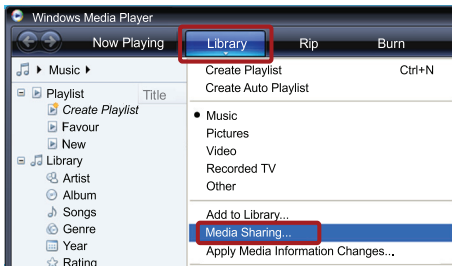 Windows Media Player
Now Playing Library Rip Burn
Music
Playlist
Create Playlist
Favour
New
Library
Artist
Album
Songs
Genre
Year
Rating
Title
Create Playlist Ctrl+N
Create Auto Playlist
Music
Pictures
Video
Recorded TV
Other
Add to Library...
Media Sharing...
Apply Media Information Changes...